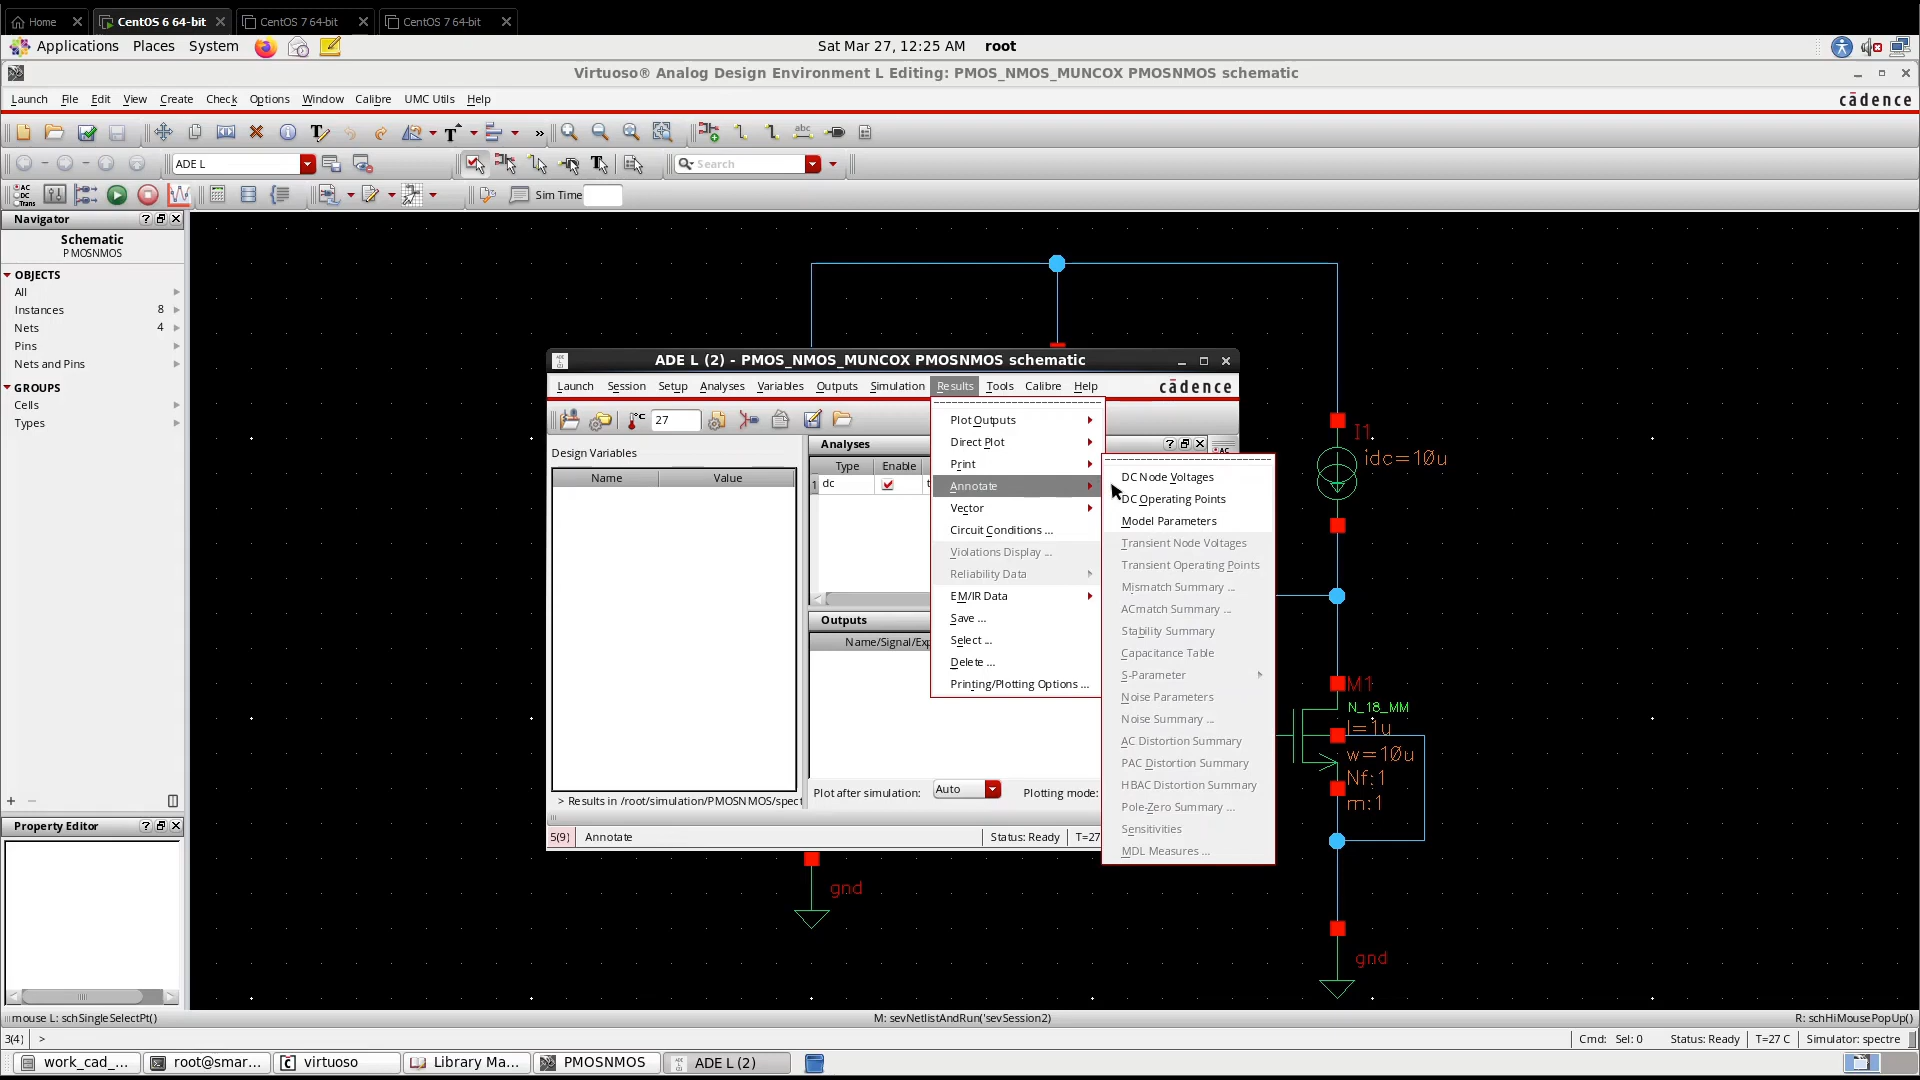 Home
CentOS 6 64-bit
CentOS 7 64-bit
CentOS 7 64-bit
Applications Places System
Sat Mar 27, 12:25 AM root
Virtuoso® Analog Design Environment L Editing: PMOS_NMOS_MUNCOX PMOSNMOS schematic
Launch File Edit View Create Check Options Window Calibre UMC Utils Help
cādence
abc
ADE L
Search
AC
DC
Trans
Sim Time
Navigator
Schematic
PMOSNMOS
OBJECTS
All
Instances 8
Nets 4
Pins
Nets and Pins
GROUPS
Cells
Types
Property Editor
ADE L (2) - PMOS_NMOS_MUNCOX PMOSNMOS schematic
Launch Session Setup Analyses Variables Outputs Simulation Results Tools Calibre Help
cādence
°C 27
Design Variables
Name Value
Analyses
Type Enable
1 dc
Outputs
Name/Signal/Exp
Plot after simulation: Auto Plotting mode:
> Results in /root/simulation/PMOSNMOS/spect
5(9) Annotate Status: Ready T=27
Plot Outputs
Direct Plot
Print
Annotate
Vector
Circuit Conditions ...
Violations Display ...
Reliability Data
EM/IR Data
Save ...
Select ...
Delete ...
Printing/Plotting Options ...
DC Node Voltages
DC Operating Points
Model Parameters
Transient Node Voltages
Transient Operating Points
Mismatch Summary ...
ACmatch Summary ...
Stability Summary
Capacitance Table
S-Parameter
Noise Parameters
Noise Summary ...
AC Distortion Summary
PAC Distortion Summary
HBAC Distortion Summary
Pole-Zero Summary ...
Sensitivities
MDL Measures ...
I1
idc=10u
M1
N_18_MM
l=1u
w=10u
Nf:1
m:1
gnd
gnd
mouse L: schSingleSelectPt()
M: sevNetlistAndRun('sevSession2)
R: schHiMousePopUp()
3(4) >
Cmd: Sel: 0 Status: Ready T=27 C Simulator: spectre
work_cad_...
root@smar...
virtuoso
Library Ma...
PMOSNMOS
ADE L (2)